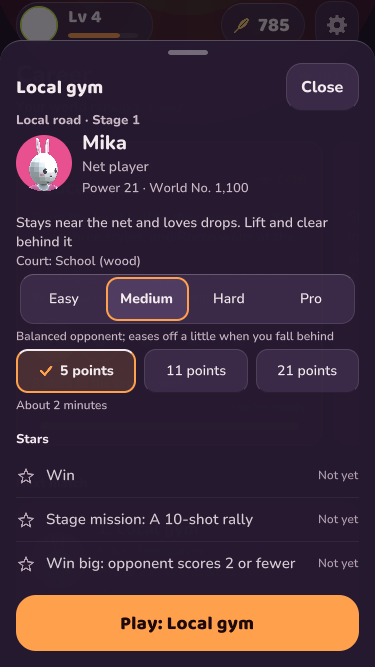 Lv 4
785
Local gym
Close
Local road · Stage 1
Mika
Net player
Power 21 · World No. 1,100
Stays near the net and loves drops. Lift and clear
behind it
Court: School (wood)
Easy
Medium
Hard
Pro
Balanced opponent; eases off a little when you fall behind
5 points
11 points
21 points
About 2 minutes
Stars
Win
Not yet
Stage mission: A 10-shot rally
Not yet
Win big: opponent scores 2 or fewer
Not yet
Play: Local gym